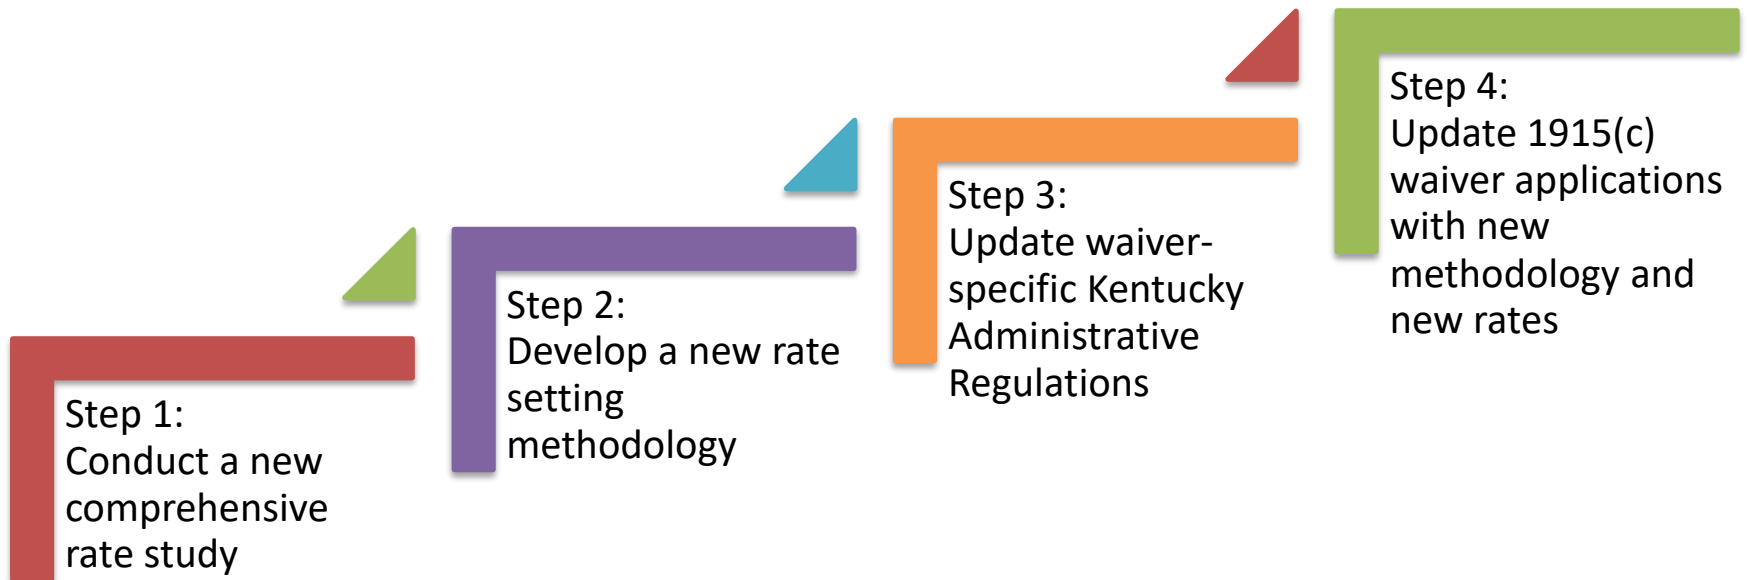 Step 1:
Conduct a new
comprehensive
rate study
Step 2:
Develop a new rate
setting
methodology
Step 3:
Update waiver-
specific Kentucky
Administrative
Regulations
Step 4:
Update 1915(c)
waiver applications
with new
methodology and
new rates